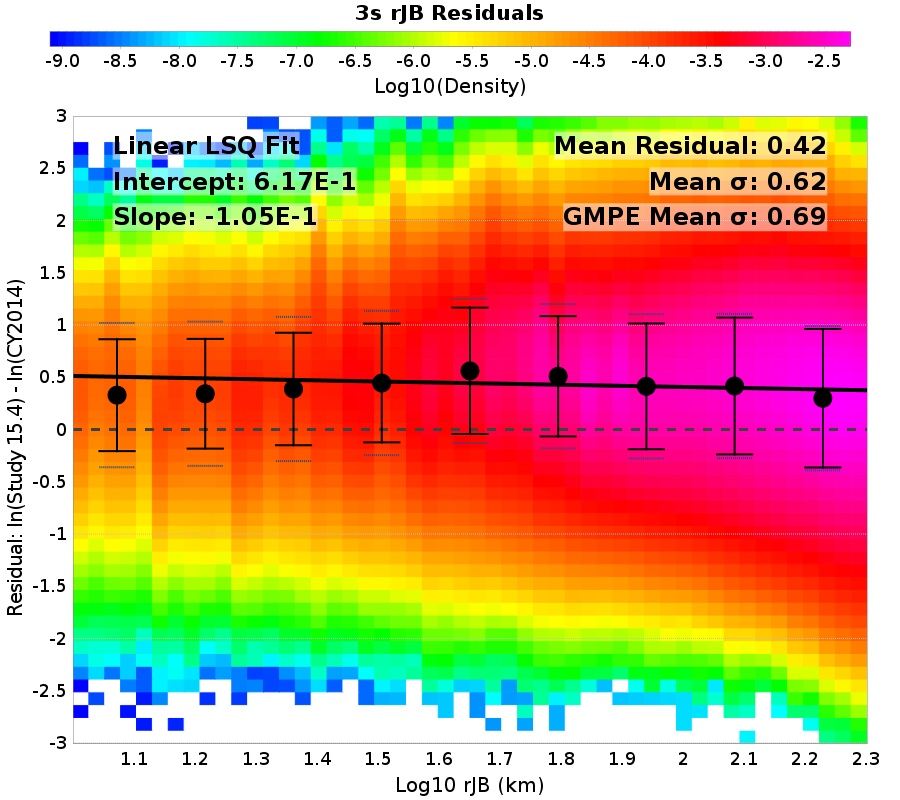 3s rJB Residuals
-9.0 -8.5 -8.0 -7.5 -7.0 -6.5 -6.0 -5.5 -5.0 -4.5 -4.0 -3.5 -3.0 -2.5
Log10(Density)
Linear LSQ Fit
Intercept: 6.17E-1
Slope: -1.05E-1
Mean Residual: 0.42
Mean σ: 0.62
GMPE Mean σ: 0.69
Residual: ln(Study 15.4) - ln(CY2014)
3
2.5
2
1.5
1
0.5
0
-0.5
-1
-1.5
-2
-2.5
-3
1.1 1.2 1.3 1.4 1.5 1.6 1.7 1.8 1.9 2 2.1 2.2 2.3
Log10 rJB (km)